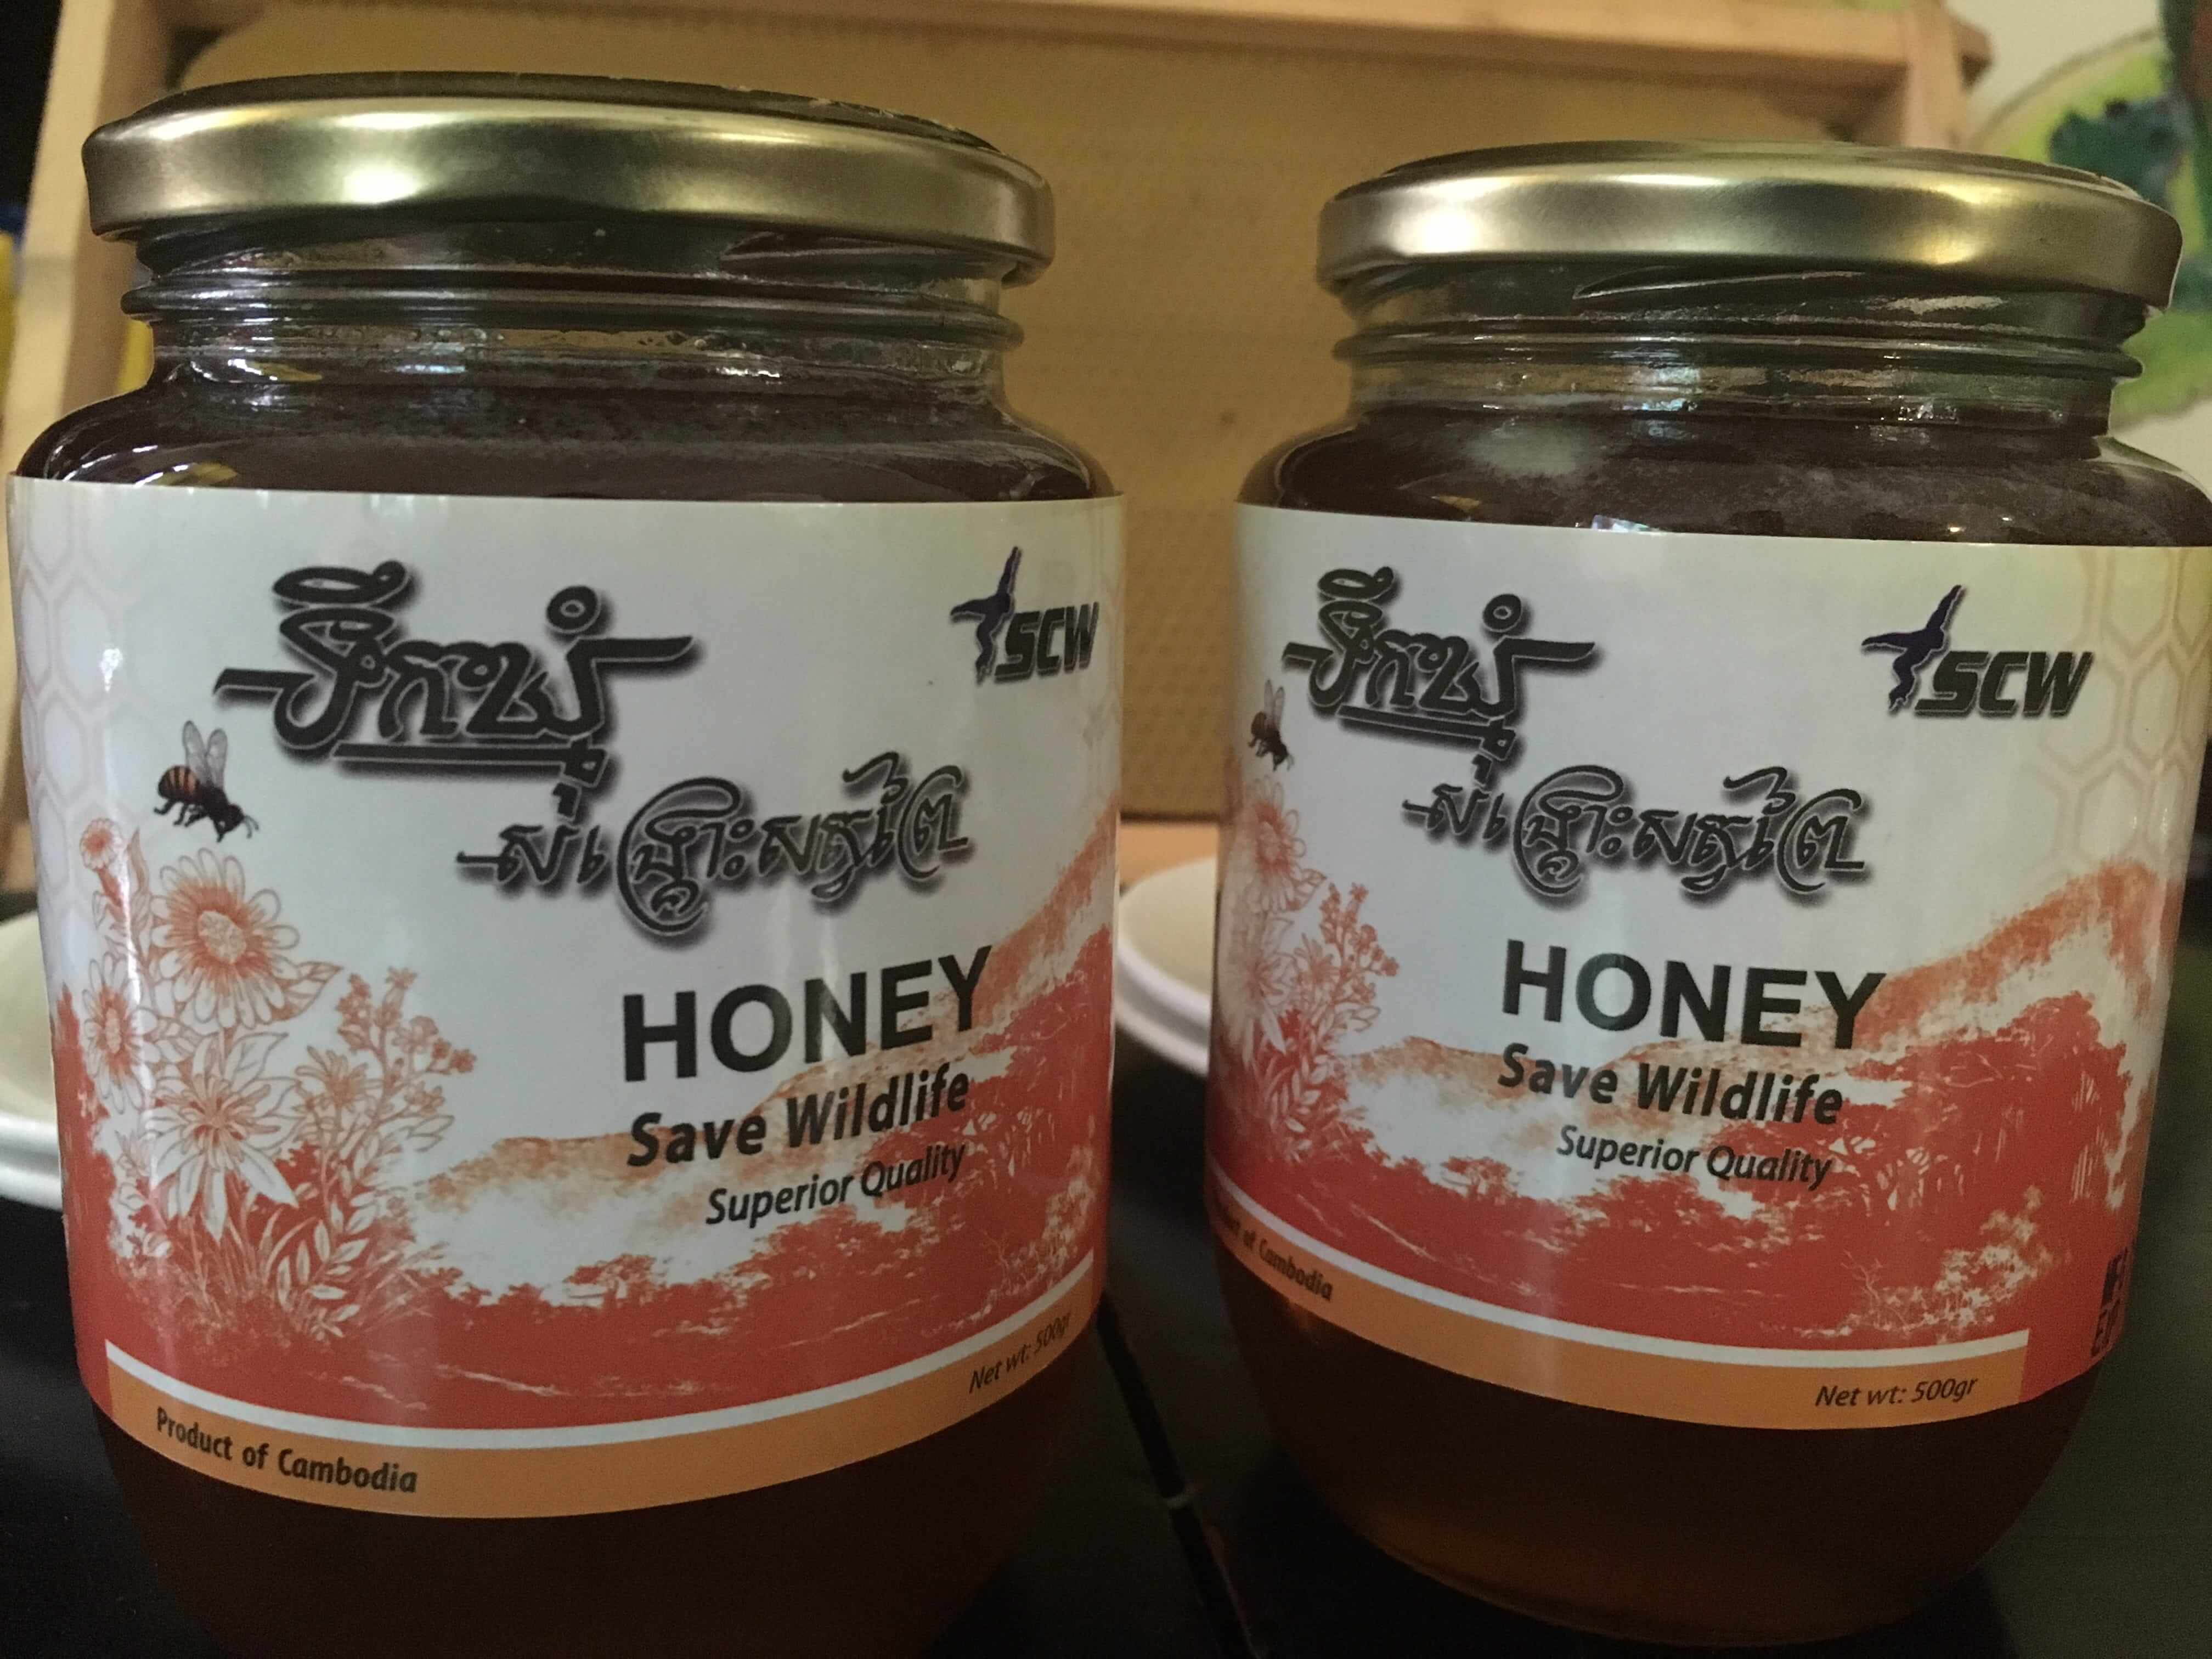 ទឹកឃ្មុំ
សង្គ្រោះសត្វព្រៃ
SCW
HONEY
Save Wildlife
Superior Quality
Net wt: 500gr
Product of Cambodia
ទឹកឃ្មុំ
សង្គ្រោះសត្វព្រៃ
SCW
HONEY
Save Wildlife
Superior Quality
of Cambodia
Net wt: 500gr